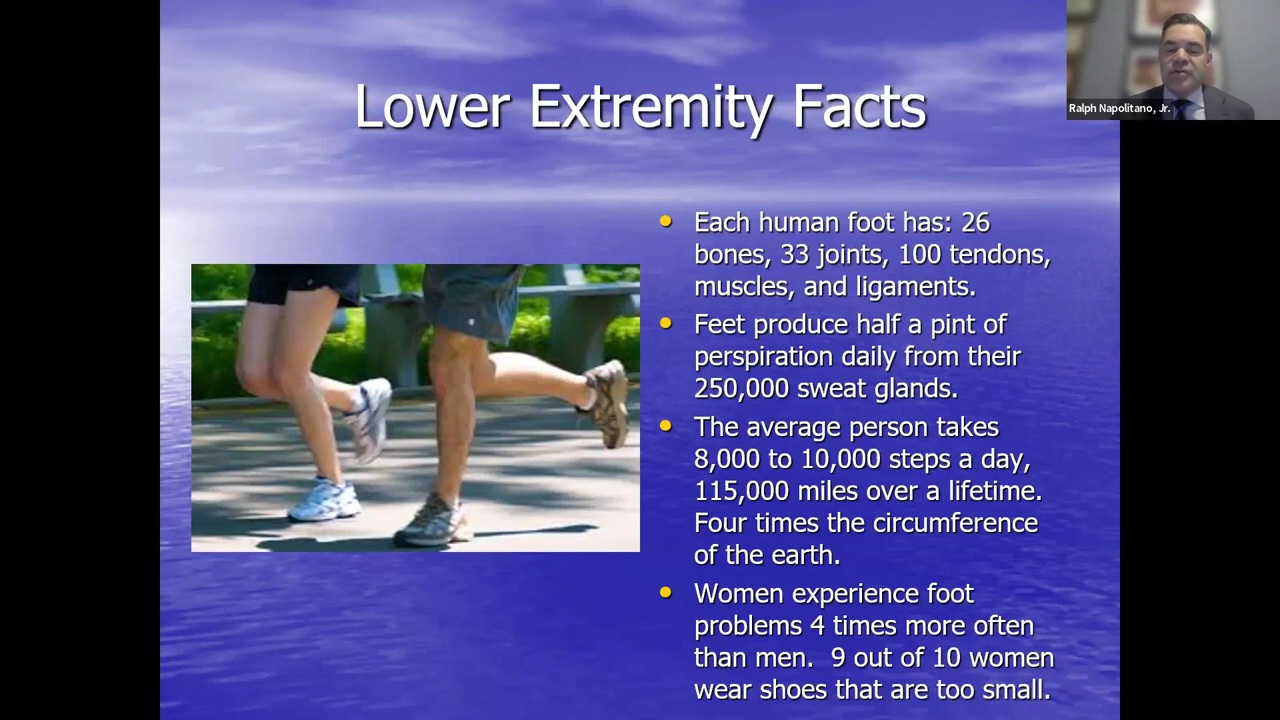 Lower Extremity Facts
Ralph Napolitano, Jr.
Each human foot has: 26
bones, 33 joints, 100 tendons,
muscles, and ligaments.
Feet produce half a pint of
perspiration daily from their
250,000 sweat glands.
The average person takes
8,000 to 10,000 steps a day,
115,000 miles over a lifetime.
Four times the circumference
of the earth.
Women experience foot
problems 4 times more often
than men.  9 out of 10 women
wear shoes that are too small.